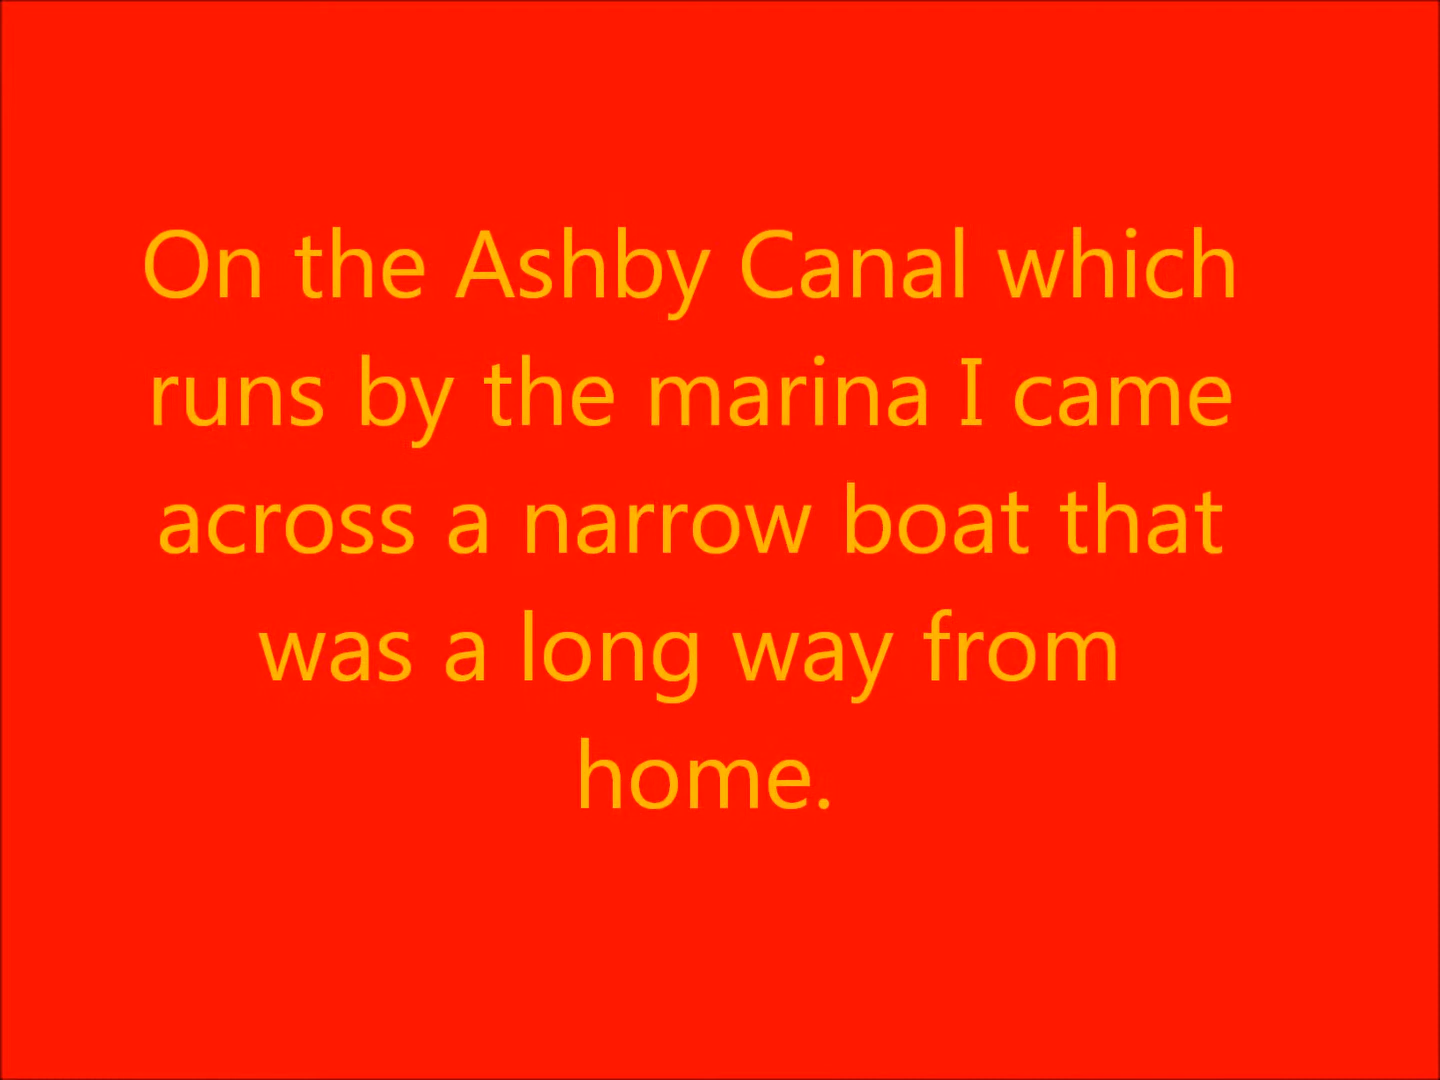 On the Ashby Canal which
runs by the marina I came
across a narrow boat that
was a long way from
home.